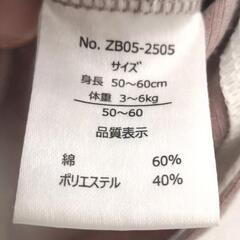 No. ZB05-2505
サイズ
身長 50～60cm
体重 3～6kg
50～60
品質表示
綿 60%
ポリエステル 40%